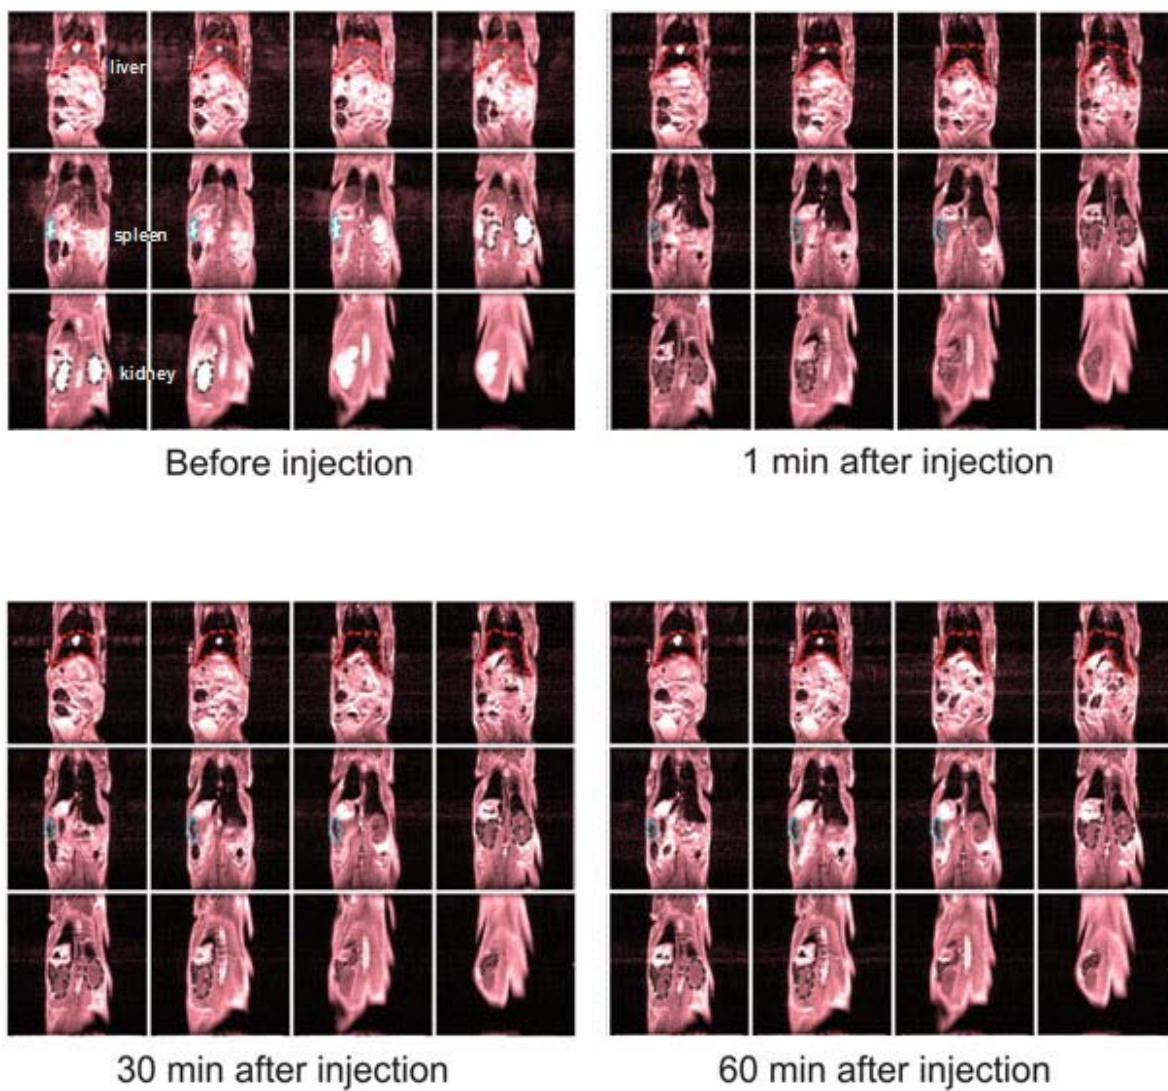 liver
spleen
kidney
Before injection
1 min after injection
30 min after injection
60 min after injection